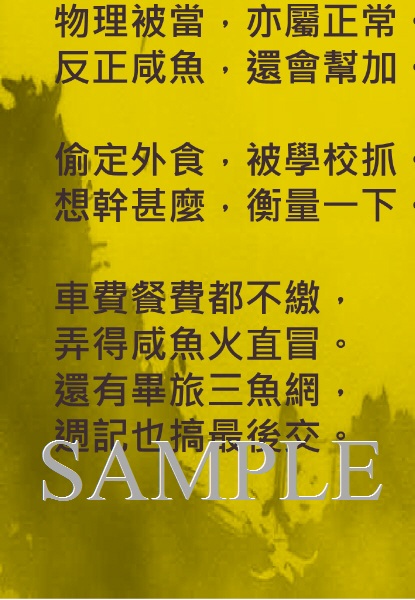 物理被當，亦屬正常。
反正咸魚，還會幫加。
偷定外食，被學校抓。
想幹甚麼，衡量一下。
車費餐費都不繳，
弄得咸魚火直冒。
還有畢旅三魚網，
週記也搞最後交。
SAMPLE